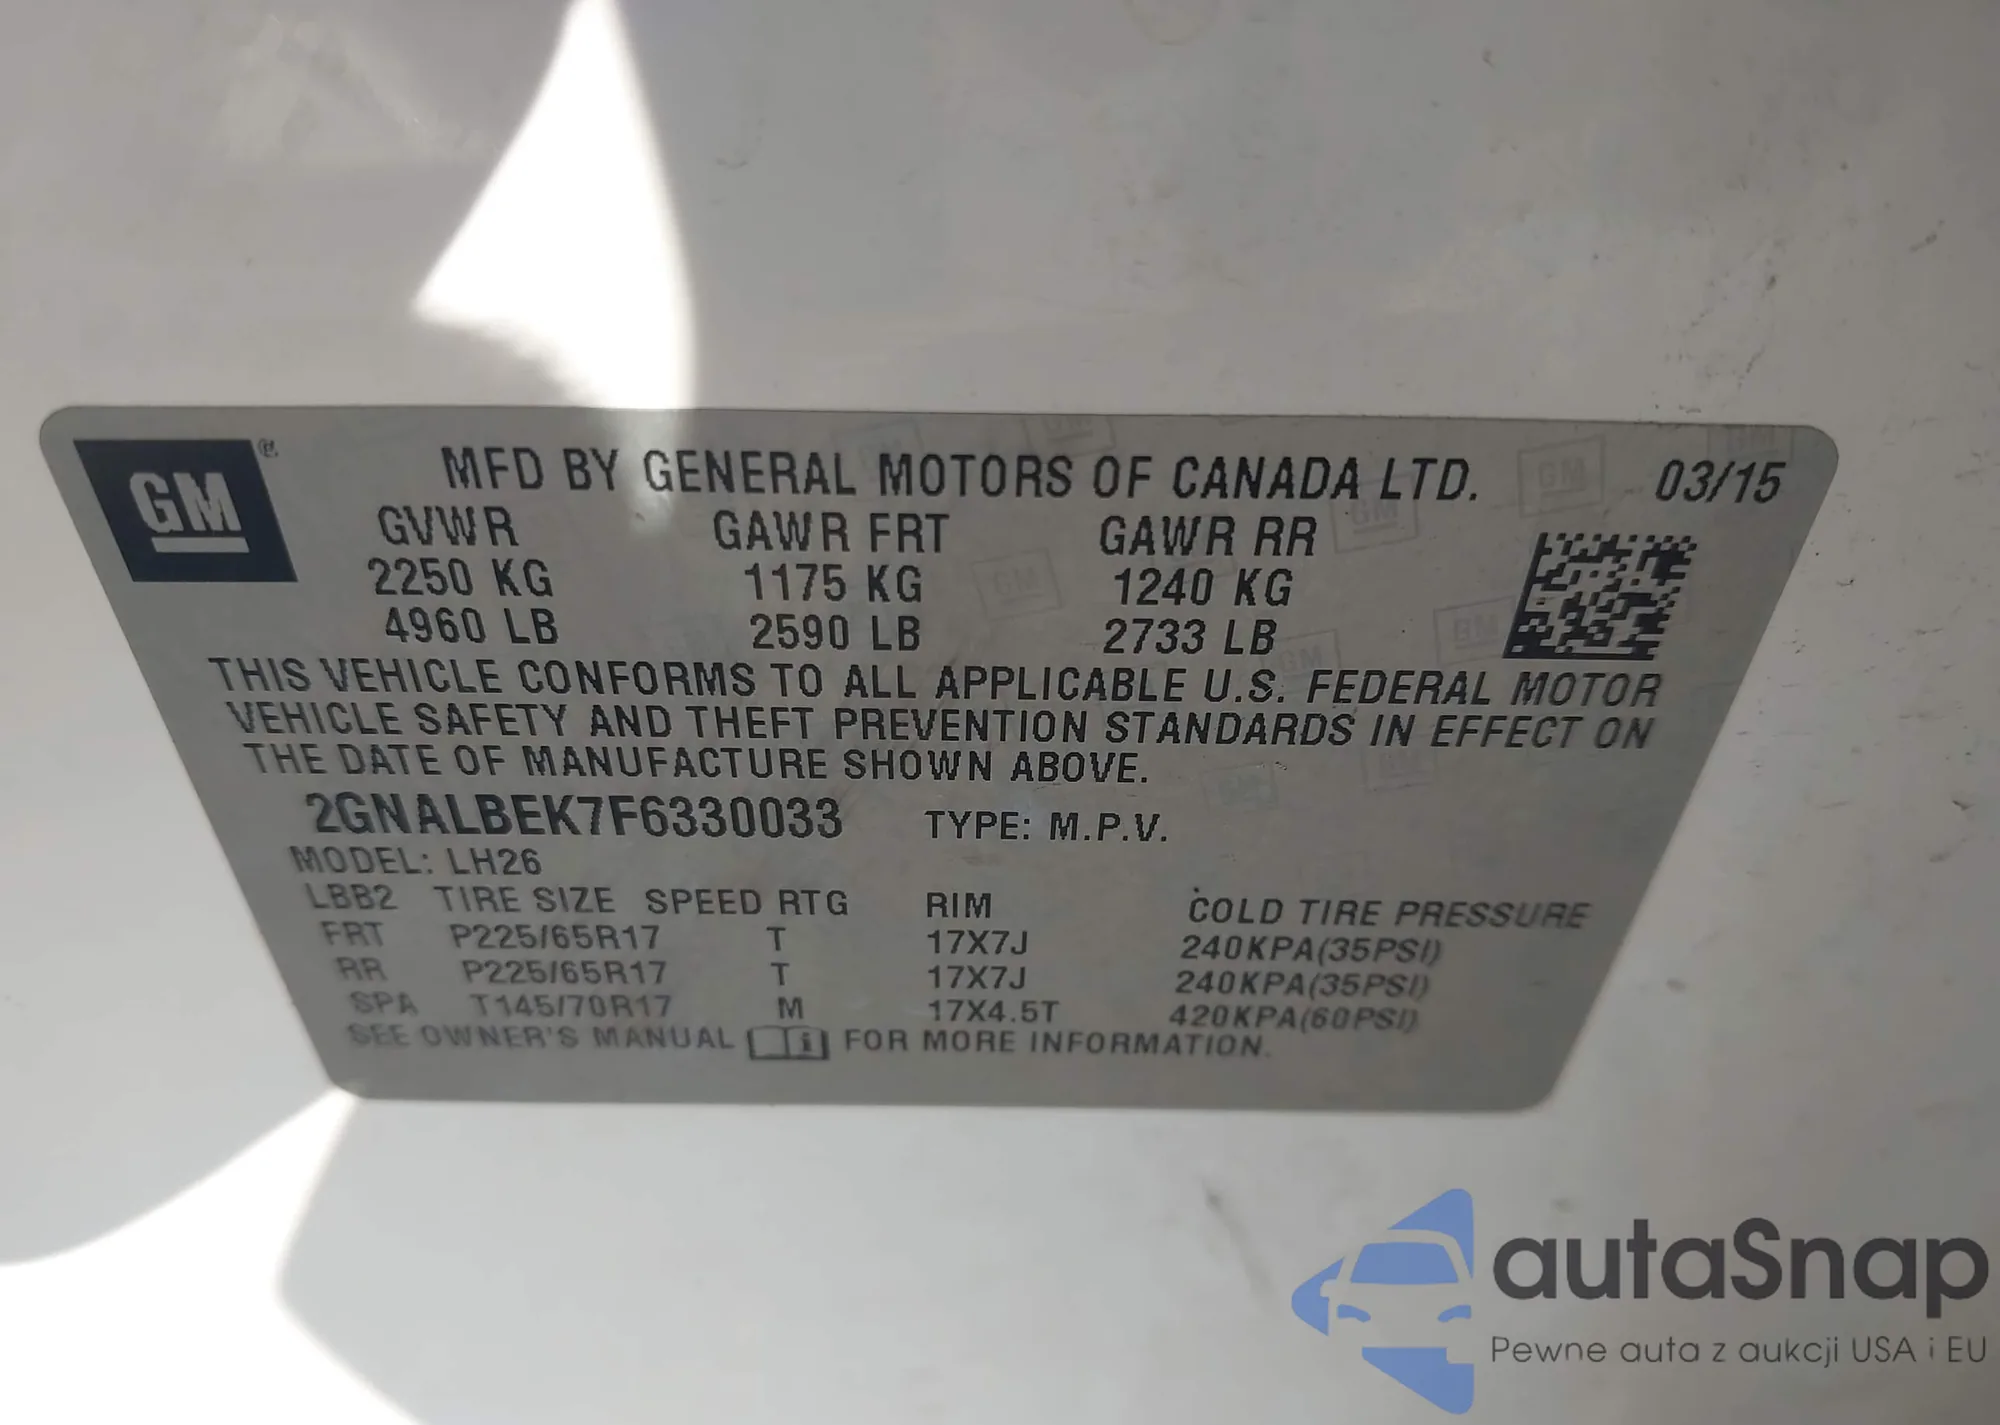 GM ®
MFD BY GENERAL MOTORS OF CANADA LTD. 03/15
GVWR GAWR FRT GAWR RR
2250 KG 1175 KG 1240 KG
4960 LB 2590 LB 2733 LB
THIS VEHICLE CONFORMS TO ALL APPLICABLE U.S. FEDERAL MOTOR
VEHICLE SAFETY AND THEFT PREVENTION STANDARDS IN EFFECT ON
THE DATE OF MANUFACTURE SHOWN ABOVE.
2GNALBEK7F6330033 TYPE: M.P.V.
MODEL: LH26
LBB2 TIRE SIZE SPEED RTG RIM COLD TIRE PRESSURE
FRT P225/65R17 T 17X7J 240KPA(35PSI)
RR P225/65R17 T 17X7J 240KPA(35PSI)
SPA T145/70R17 M 17X4.5T 420KPA(60PSI)
SEE OWNER'S MANUAL i FOR MORE INFORMATION.
autaSnap
Pewne auta z aukcji USA i EU